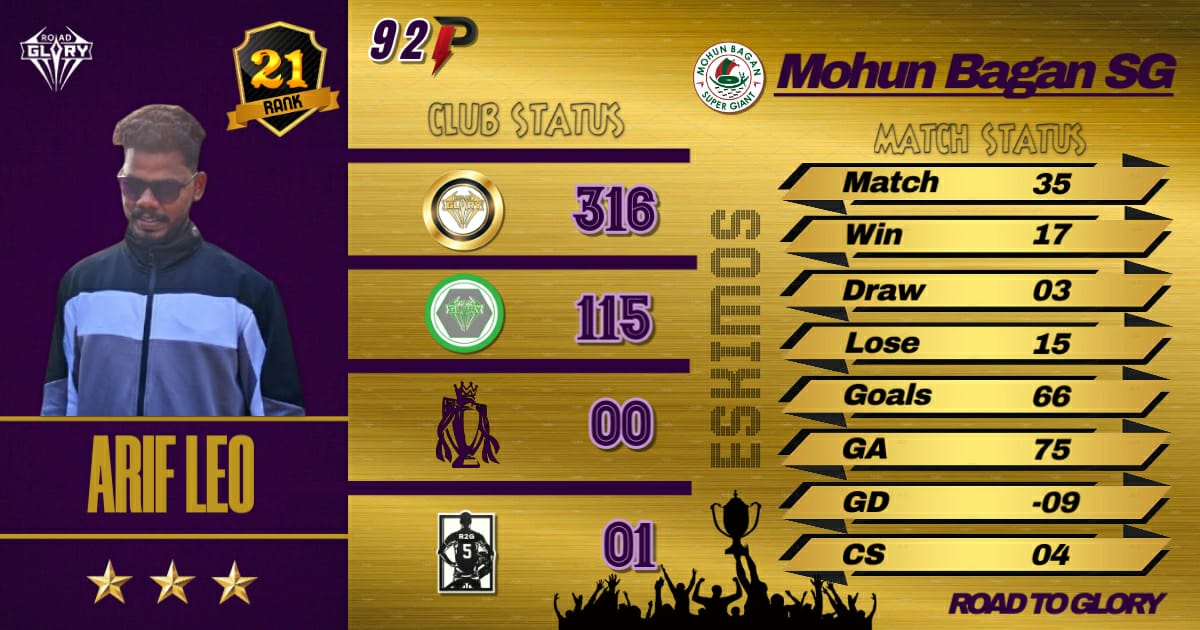 ROAD
GLORY
21
RANK
92P
MOHUN BAGAN
SUPER GIANT
Mohun Bagan SG
CLUB STATUS
MATCH STATUS
GLORY
316
GLORY
115
00
R2G
5
01
ESKIMOS
Match 35
Win 17
Draw 03
Lose 15
Goals 66
GA 75
GD -09
CS 04
ARIF LEO
ROAD TO GLORY